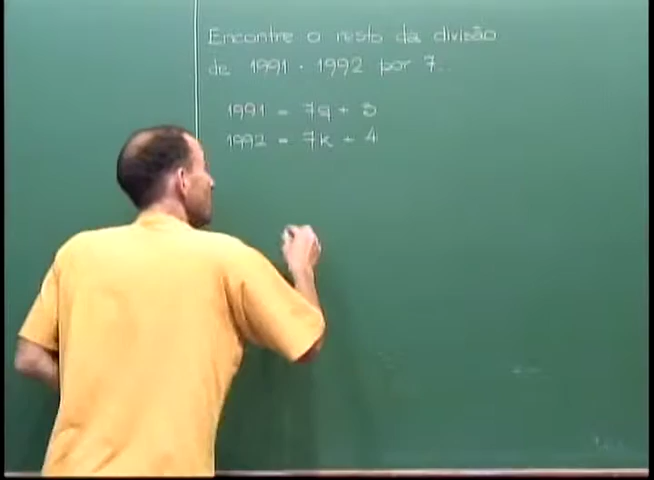 Encontre o resto da divisão
de 1991 · 1992 por 7.
1991 = 7q + 3
1992 = 7k + 4